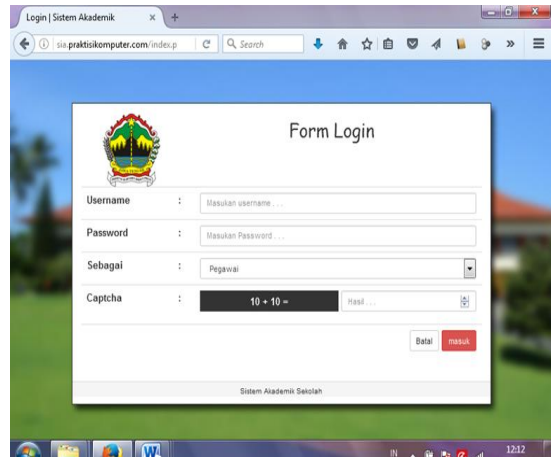 Login | Sistem Akademik
sia.praktisikomputer.com/index.p
Search
Form Login
Username :
Masukan username . . .
Password :
Masukan Password . . .
Sebagai :
Pegawai
Captcha :
10 + 10 =
Hasil . . .
Batal
masuk
Sistem Akademik Sekolah
IN
12:12